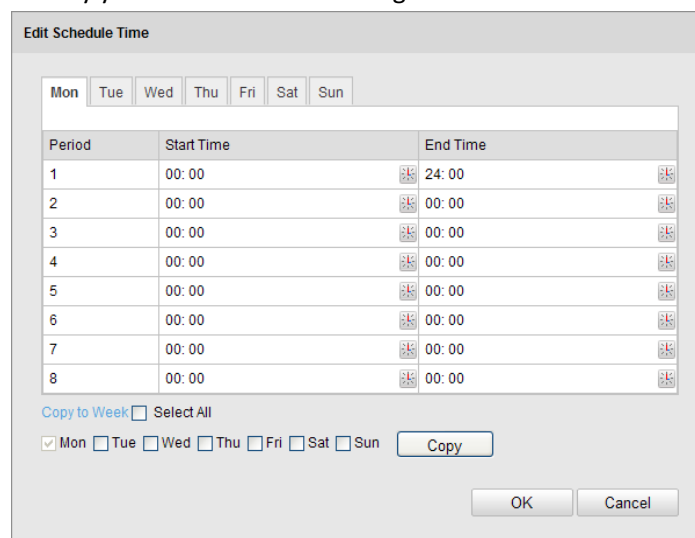 Edit Schedule Time
Mon Tue Wed Thu Fri Sat Sun
Period Start Time End Time
1 00: 00 24: 00
2 00: 00 00: 00
3 00: 00 00: 00
4 00: 00 00: 00
5 00: 00 00: 00
6 00: 00 00: 00
7 00: 00 00: 00
8 00: 00 00: 00
Copy to Week Select All
Mon Tue Wed Thu Fri Sat Sun Copy
OK Cancel